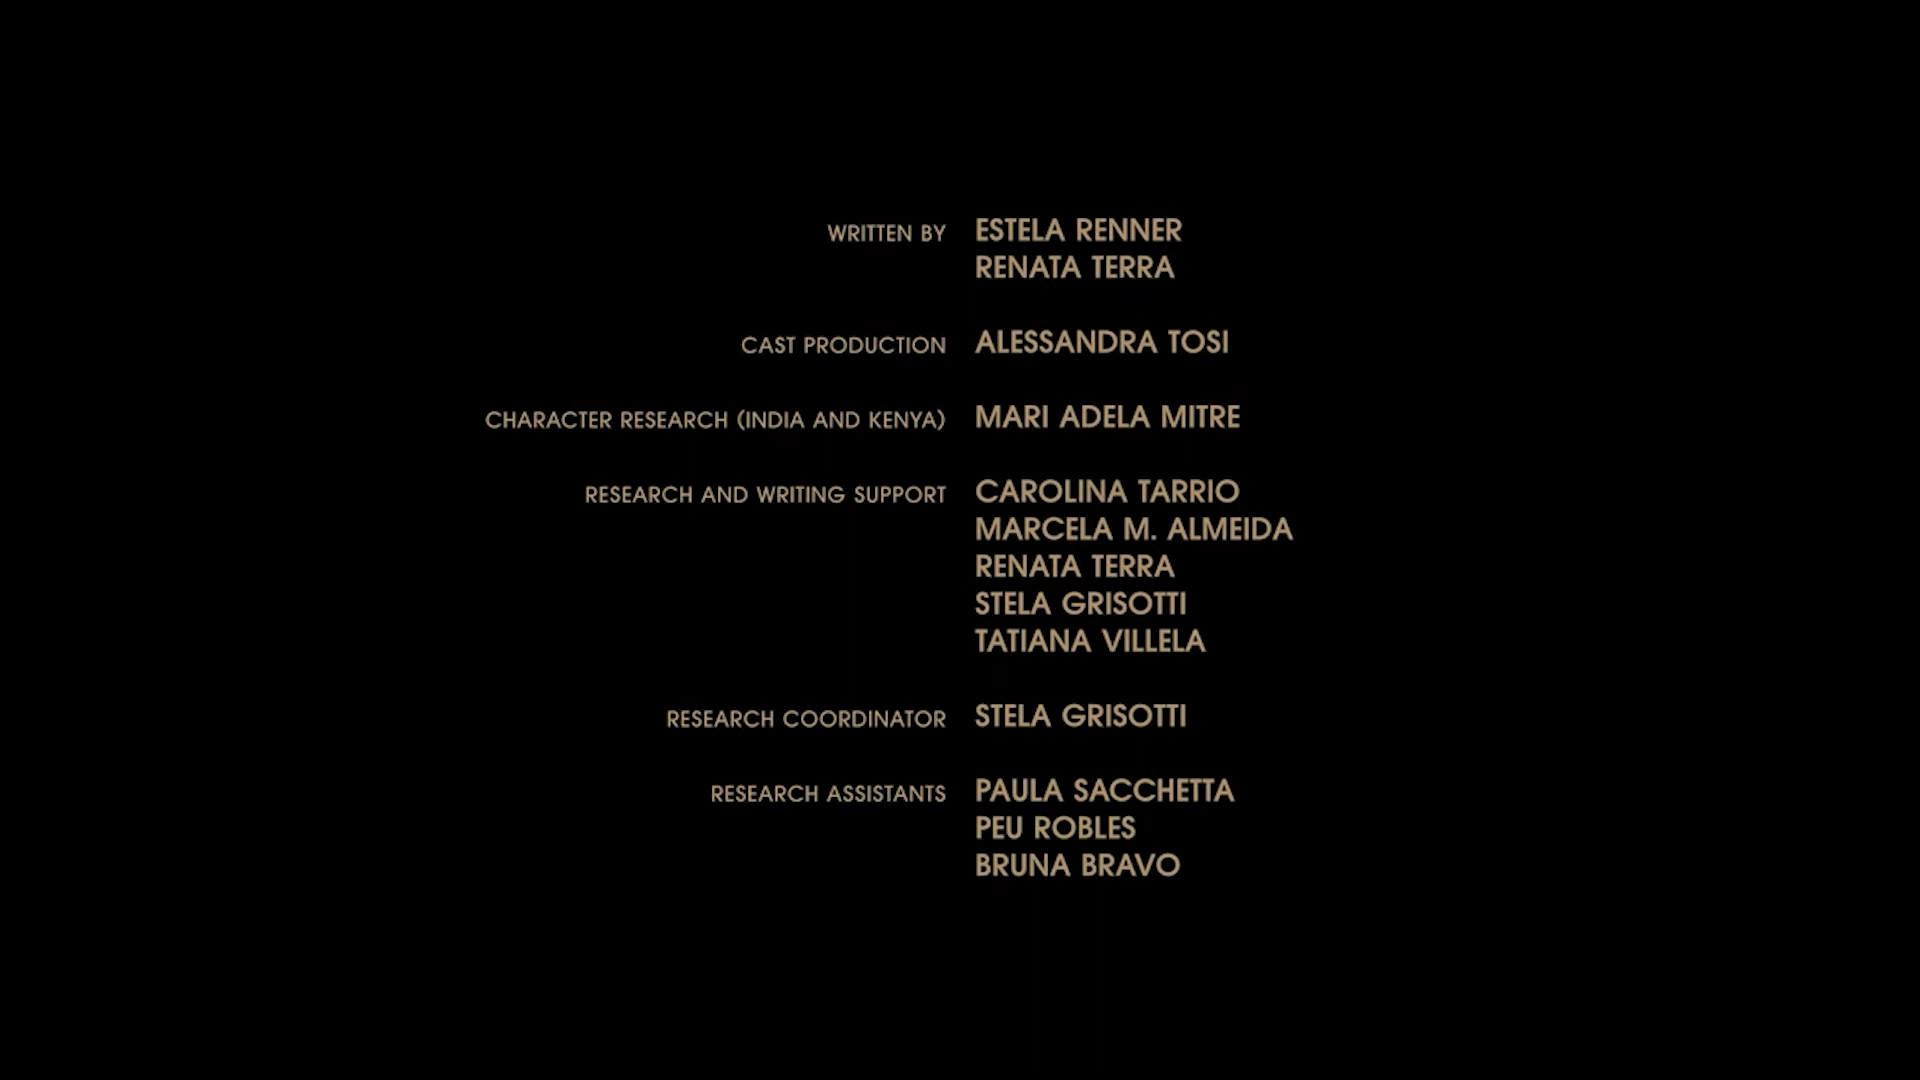 WRITTEN BY ESTELA RENNER
RENATA TERRA
CAST PRODUCTION ALESSANDRA TOSI
CHARACTER RESEARCH (INDIA AND KENYA) MARI ADELA MITRE
RESEARCH AND WRITING SUPPORT CAROLINA TARRIO
MARCELA M. ALMEIDA
RENATA TERRA
STELA GRISOTTI
TATIANA VILLELA
RESEARCH COORDINATOR STELA GRISOTTI
RESEARCH ASSISTANTS PAULA SACCHETTA
PEU ROBLES
BRUNA BRAVO